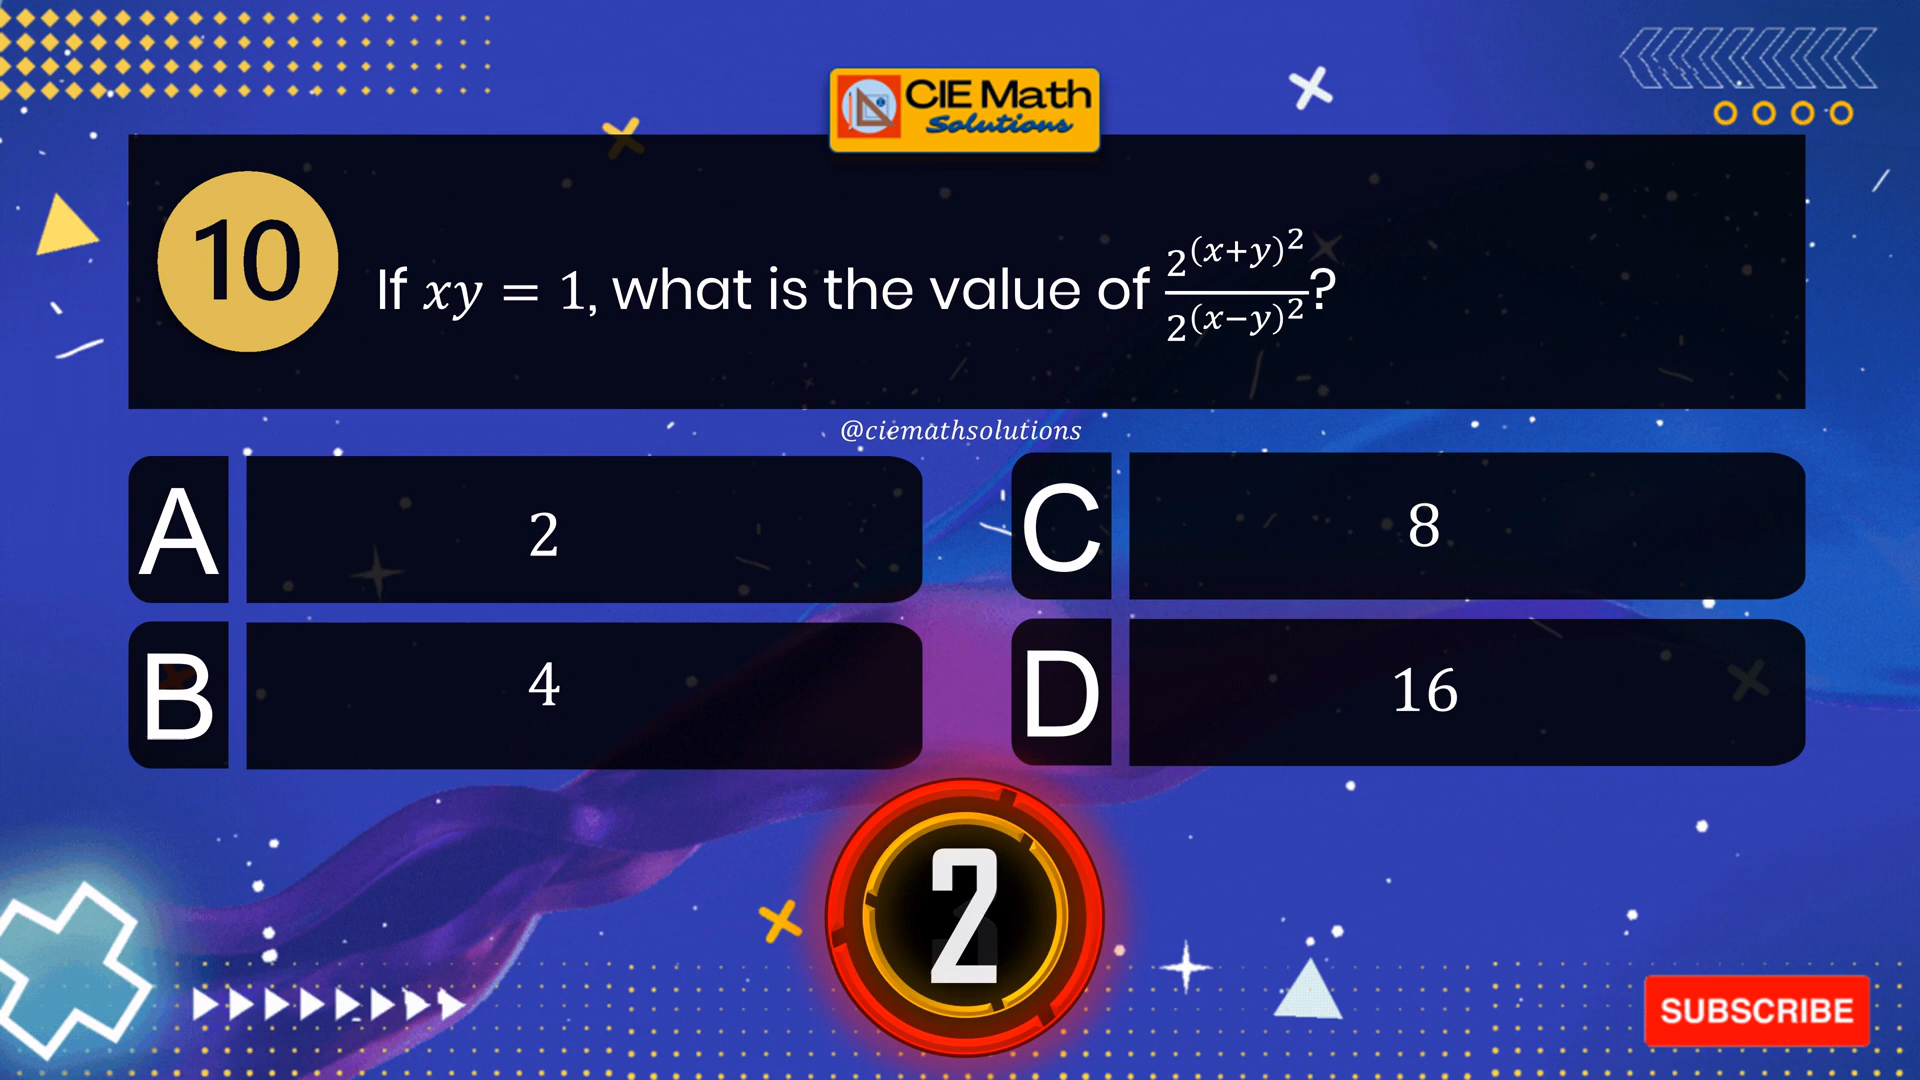 CIE Math
Solutions
10
If xy = 1, what is the value of 2^(x+y)^2 / 2^(x−y)^2?
@ciemathsolutions
A 2
C 8
B 4
D 16
2
SUBSCRIBE